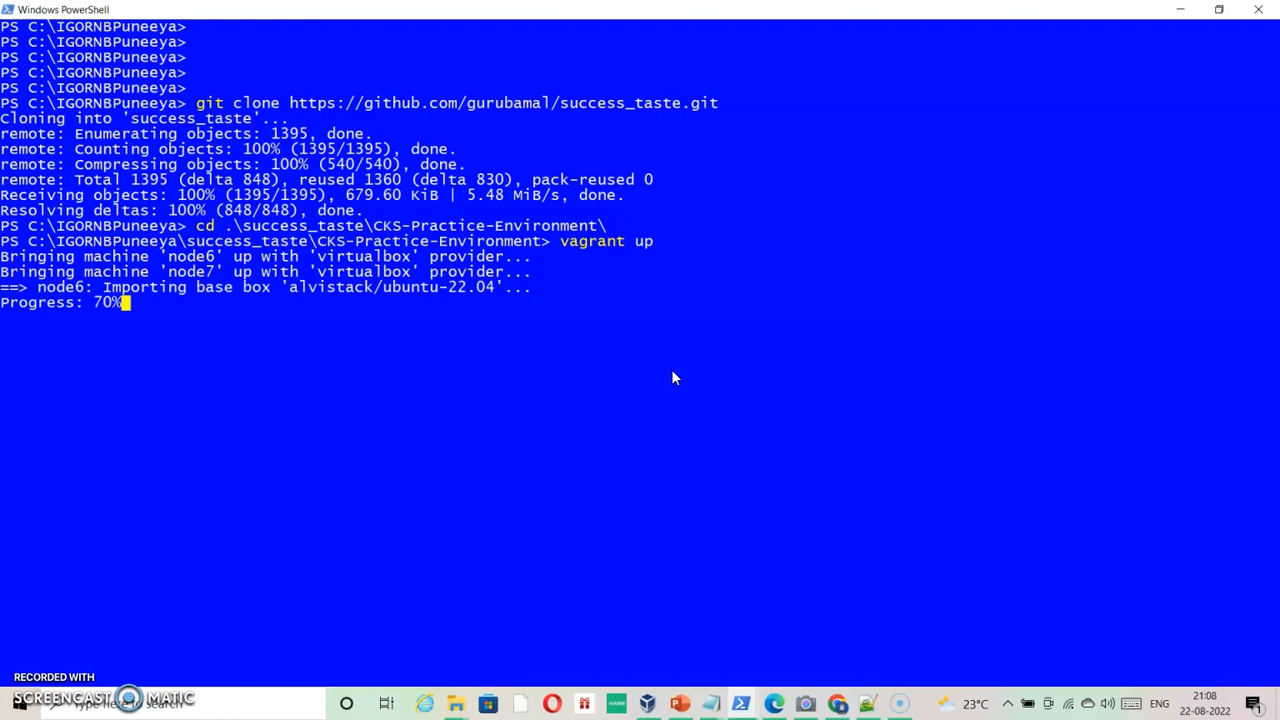 Windows PowerShell
PS C:\IGORNBPuneeya>
PS C:\IGORNBPuneeya>
PS C:\IGORNBPuneeya>
PS C:\IGORNBPuneeya>
PS C:\IGORNBPuneeya>
PS C:\IGORNBPuneeya> git clone https://github.com/gurubamal/success_taste.git
Cloning into 'success_taste'...
remote: Enumerating objects: 1395, done.
remote: Counting objects: 100% (1395/1395), done.
remote: Compressing objects: 100% (540/540), done.
remote: Total 1395 (delta 848), reused 1360 (delta 830), pack-reused 0
Receiving objects: 100% (1395/1395), 679.60 KiB | 5.48 MiB/s, done.
Resolving deltas: 100% (848/848), done.
PS C:\IGORNBPuneeya> cd .\success_taste\CKS-Practice-Environment\
PS C:\IGORNBPuneeya\success_taste\CKS-Practice-Environment> vagrant up
Bringing machine 'node6' up with 'virtualbox' provider...
Bringing machine 'node7' up with 'virtualbox' provider...
==> node6: Importing base box 'alvistack/ubuntu-22.04'...
Progress: 70%
RECORDED WITH
SCREENCAST MATIC
Type here to search
23°C
ENG
21:08
22-08-2022
1